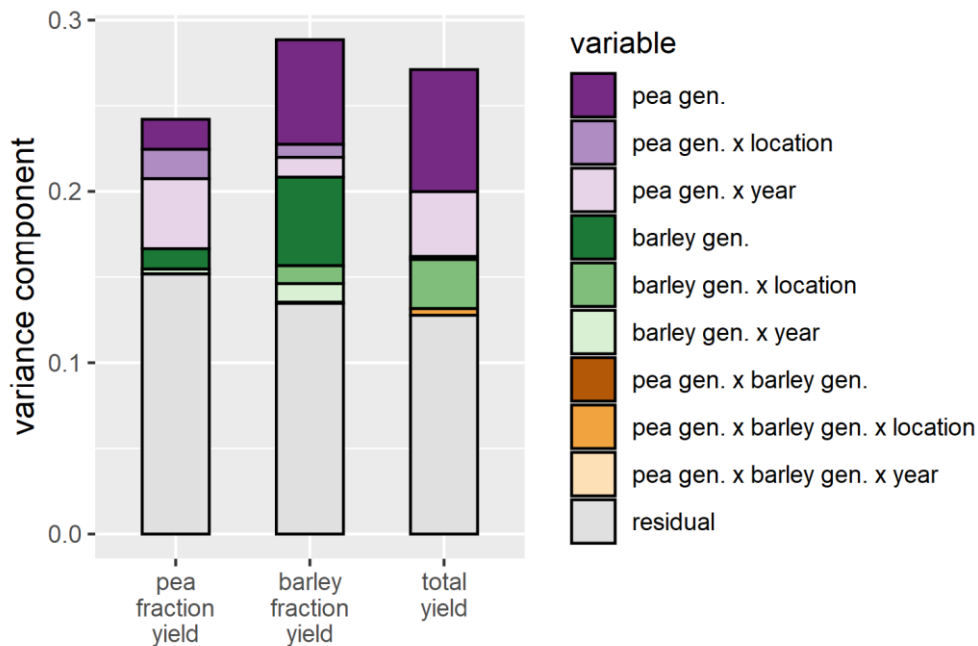 0.3
0.2
0.1
0.0
variance component
pea
fraction
yield
barley
fraction
yield
total
yield
variable
pea gen.
pea gen. x location
pea gen. x year
barley gen.
barley gen. x location
barley gen. x year
pea gen. x barley gen.
pea gen. x barley gen. x location
pea gen. x barley gen. x year
residual